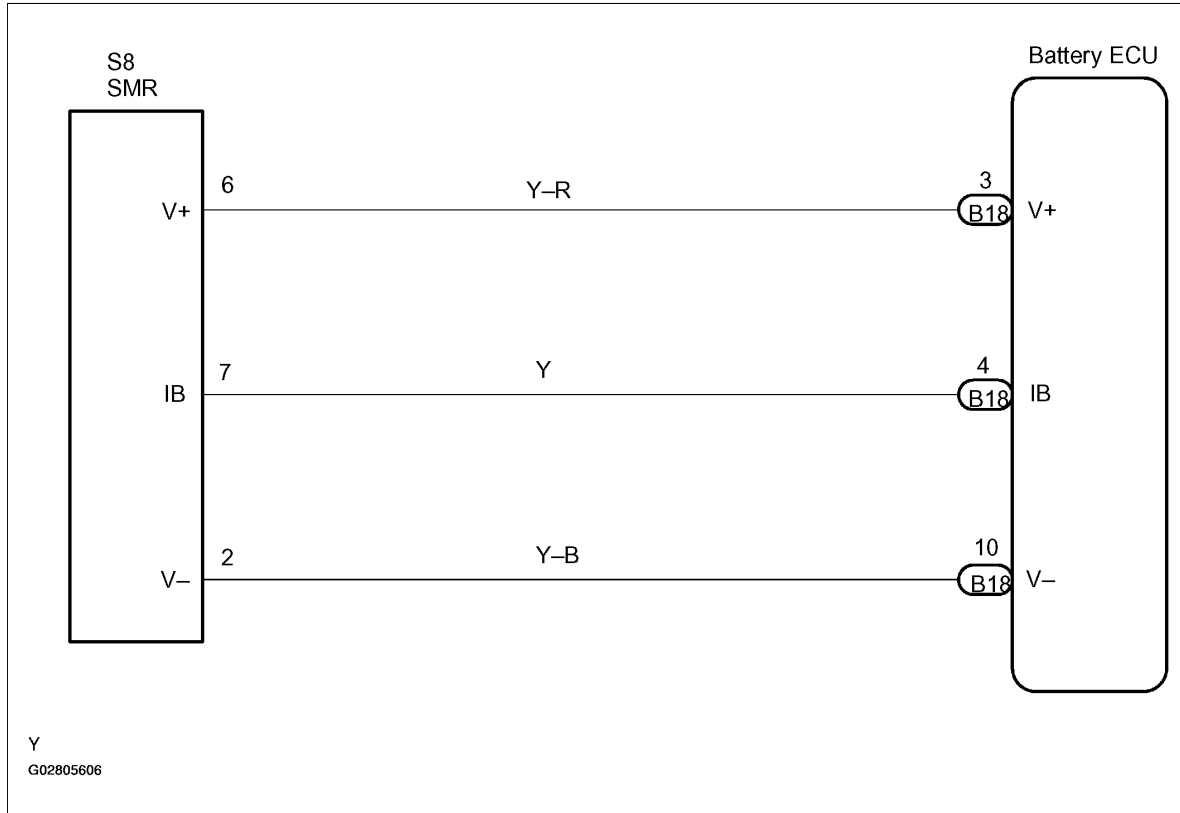 S8
SMR
Battery ECU
6
Y–R
3
V+
B18
V+
7
Y
4
IB
B18
IB
2
Y–B
10
V–
B18
V–
Y
G02805606